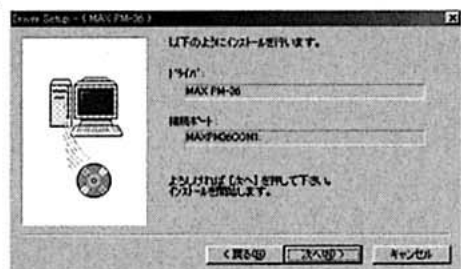 Driver Setup - ( MAX PM-36 )
以下のようにインストールを行います。
ドライバ:
MAX PM-36
接続ポート:
MAXPM36CON1:
よろしければ [次へ] を押して下さい。
インストールを開始します。
< 戻る(B)
次へ(N) >
キャンセル